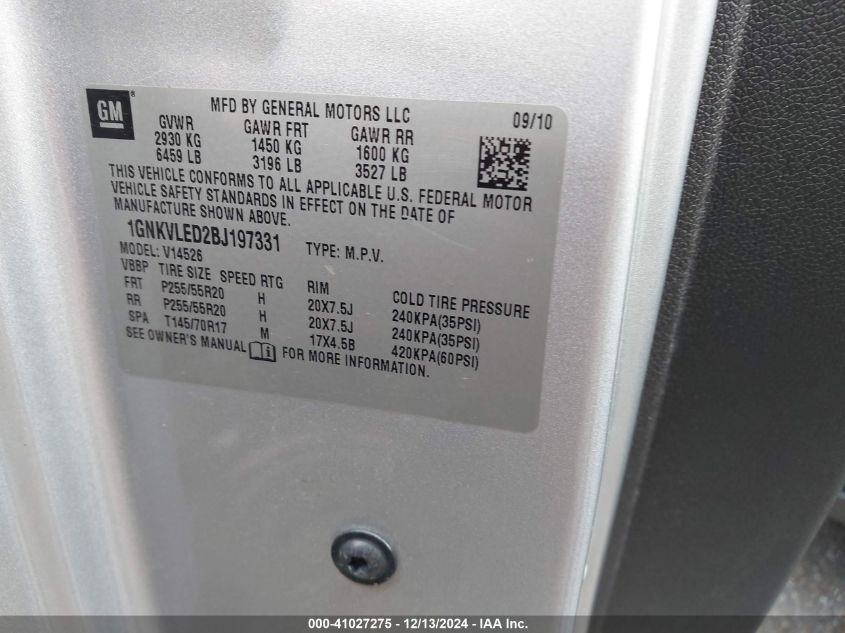 GM ®
MFD BY GENERAL MOTORS LLC 09/10
GVWR GAWR FRT GAWR RR
2930 KG 1450 KG 1600 KG
6459 LB 3196 LB 3527 LB
THIS VEHICLE CONFORMS TO ALL APPLICABLE U.S. FEDERAL MOTOR
VEHICLE SAFETY STANDARDS IN EFFECT ON THE DATE OF
MANUFACTURE SHOWN ABOVE.
1GNKVLED2BJ197331 TYPE: M.P.V.
MODEL: V14526
VBBP TIRE SIZE SPEED RTG RIM COLD TIRE PRESSURE
FRT P255/55R20 H 20X7.5J 240KPA(35PSI)
RR P255/55R20 H 20X7.5J 240KPA(35PSI)
SPA T145/70R17 M 17X4.5B 420KPA(60PSI)
SEE OWNER'S MANUAL FOR MORE INFORMATION.
000-41027275 - 12/13/2024 - IAA Inc.